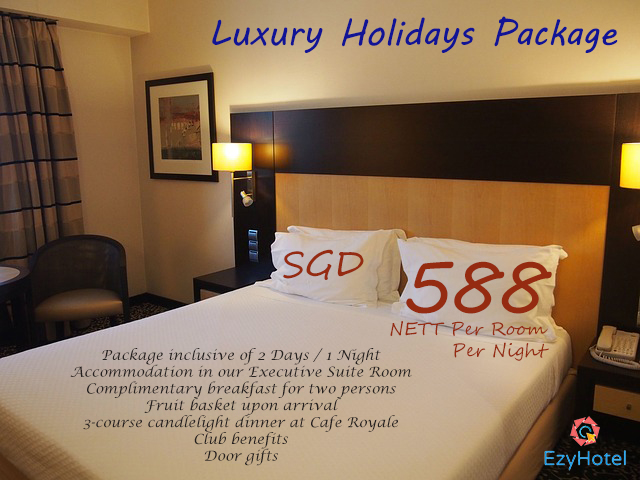 Luxury Holidays Package
SGD
588
NETT Per Room
Per Night
Package inclusive of 2 Days / 1 Night
Accommodation in our Executive Suite Room
Complimentary breakfast for two persons
Fruit basket upon arrival
3-course candlelight dinner at Cafe Royale
Club benefits
Door gifts
EzyHotel